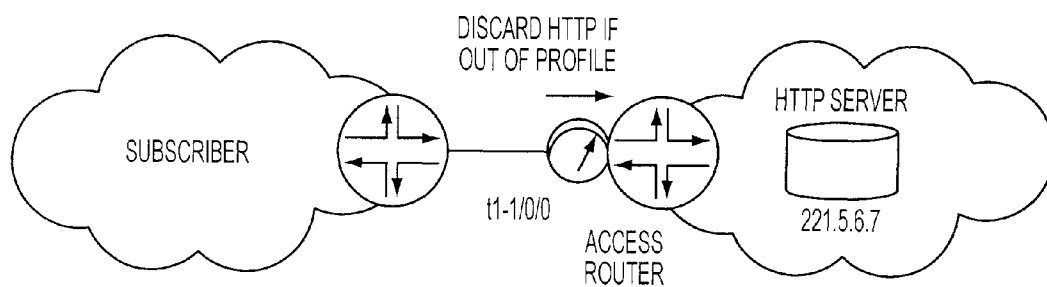 DISCARD HTTP IF
OUT OF PROFILE
SUBSCRIBER
HTTP SERVER
t1-1/0/0
221.5.6.7
ACCESS
ROUTER